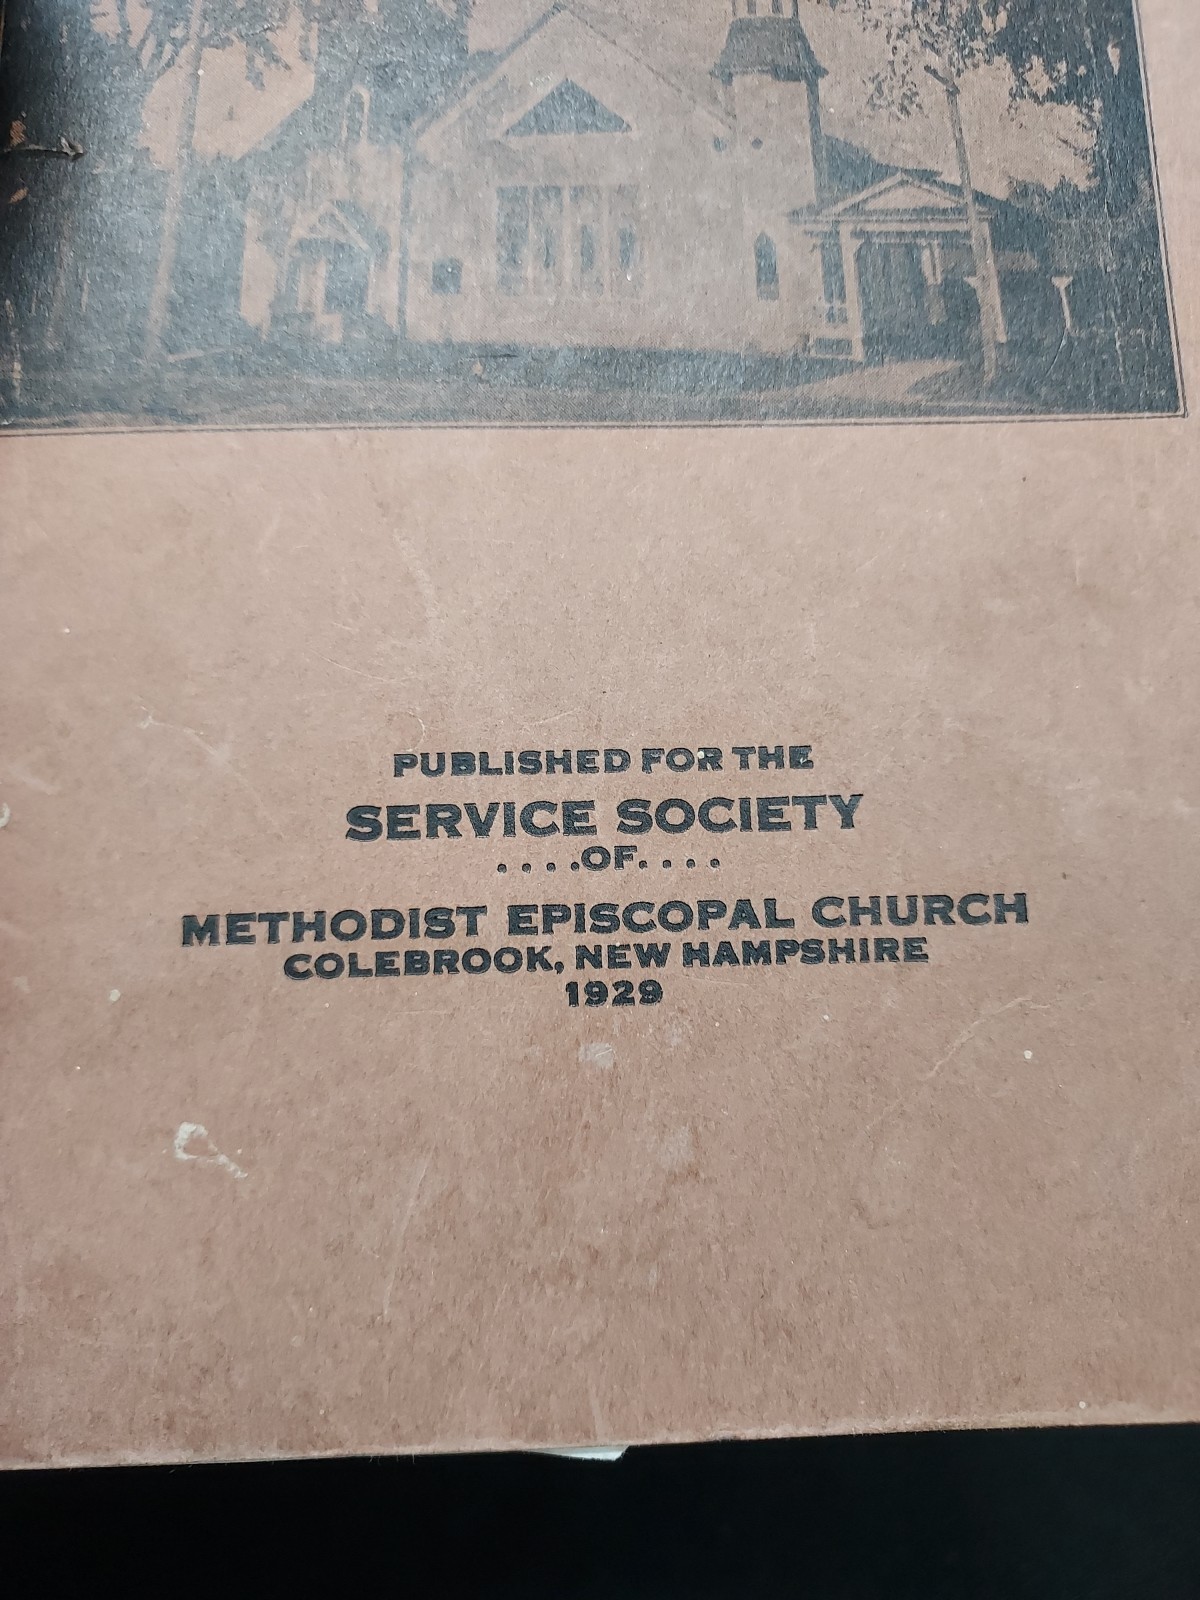 PUBLISHED FOR THE
SERVICE SOCIETY
....OF....
METHODIST EPISCOPAL CHURCH
COLEBROOK, NEW HAMPSHIRE
1929